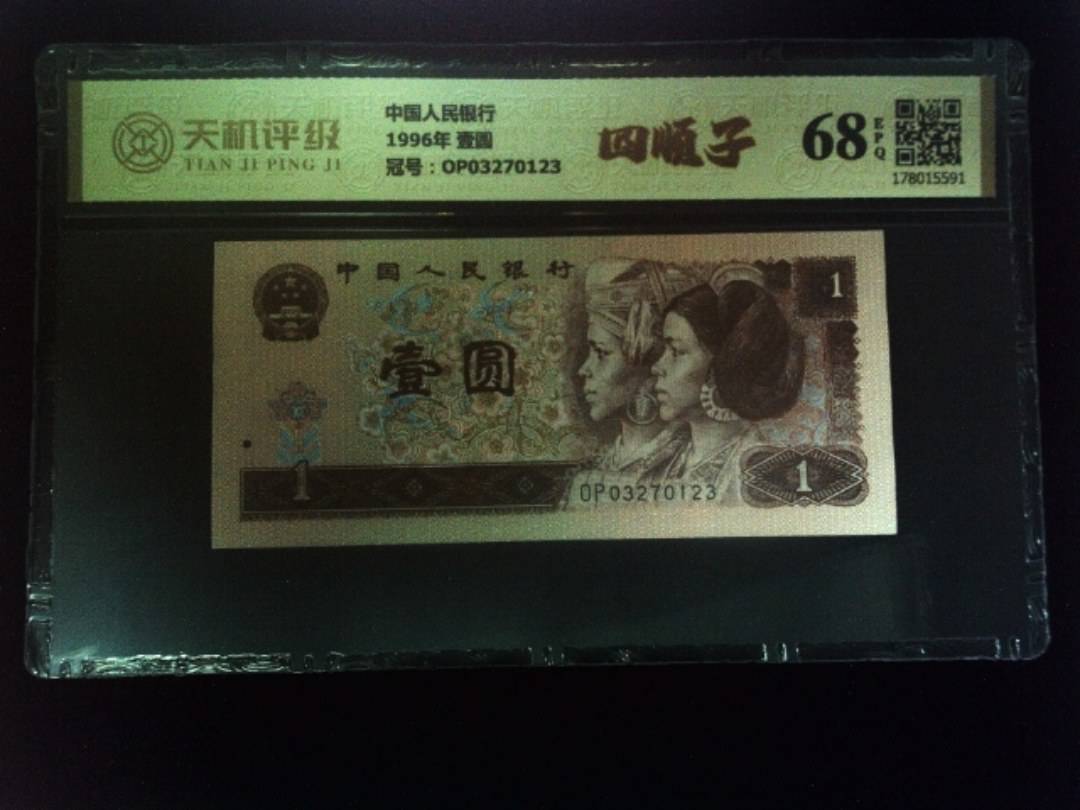 天机评级
TIAN JI PING JI
中国人民银行
1996年 壹圆
冠号：OP03270123
四顺子
68
EPQ
178015591
中国人民银行
1
壹圆
1
OP03270123
1